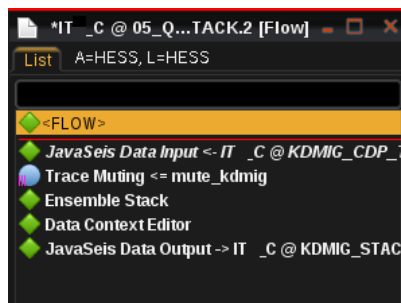 *IT _C @ 05_Q...TACK.2 [Flow]
List A=HESS, L=HESS
<FLOW>
JavaSeis Data Input <- IT _C @ KDMIG_CDP_
Trace Muting <= mute_kdmig
Ensemble Stack
Data Context Editor
JavaSeis Data Output -> IT _C @ KDMIG_STAC